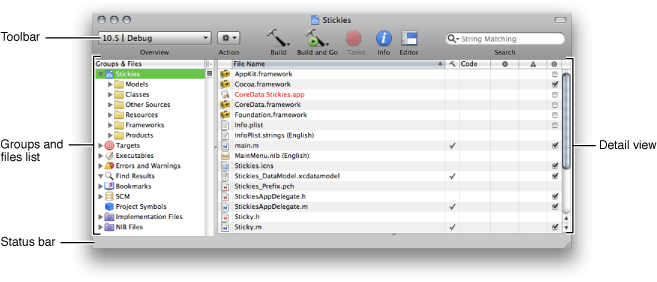 Stickies
Toolbar
10.5 | Debug
String Matching
Overview
Action
Build
Build and Go
Tasks
Info
Editor
Search
Groups & Files
File Name
Code
Stickies
Models
Classes
Other Sources
Resources
Frameworks
Products
Targets
Executables
Errors and Warnings
Find Results
Bookmarks
SCM
Project Symbols
Implementation Files
NIB Files
AppKit.framework
Cocoa.framework
CoreData Stickies.app
CoreData.framework
Foundation.framework
Info.plist
InfoPlist.strings (English)
main.m
MainMenu.nib (English)
Stickies.icns
Stickies_DataModel.xcdatamodel
Stickies_Prefix.pch
StickiesAppDelegate.h
StickiesAppDelegate.m
Sticky.h
Sticky.m
Groups and
files list
Detail view
Status bar